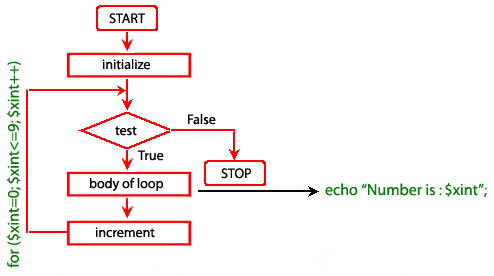 START
initialize
test
False
True
STOP
body of loop
echo “Number is : $xint”;
increment
for ($xint=0; $xint<=9; $xint++)